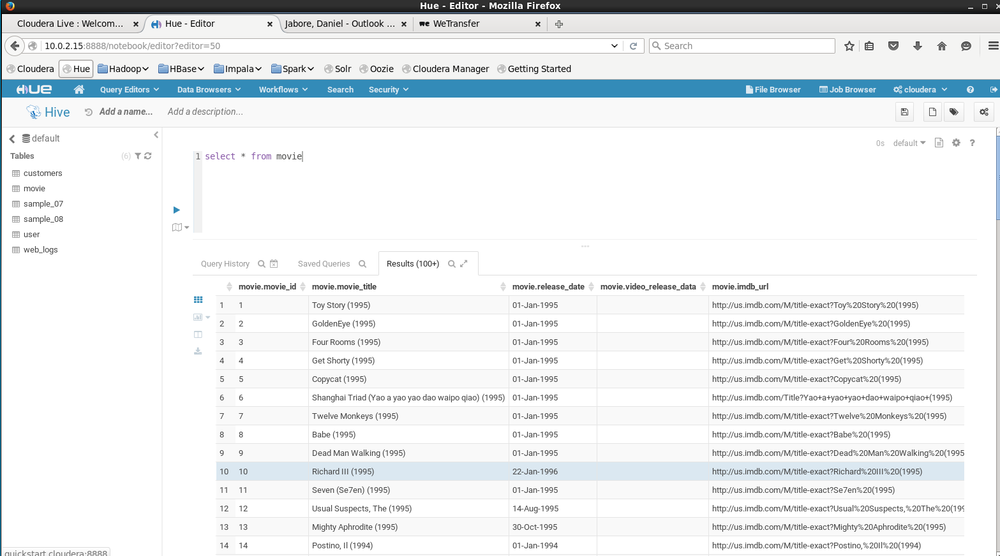 Hue - Editor - Mozilla Firefox
Cloudera Live : Welcom... Hue - Editor Jabore, Daniel - Outlook ... we WeTransfer
10.0.2.15:8888/notebook/editor?editor=50 Search
Cloudera Hue Hadoop HBase Impala Spark Solr Oozie Cloudera Manager Getting Started
HUE Query Editors Data Browsers Workflows Search Security File Browser Job Browser cloudera ?
Hive Add a name... Add a description...
default
Tables (6)
customers
movie
sample_07
sample_08
user
web_logs
0s default ?
1 select * from movie
Query History Saved Queries Results (100+)
movie.movie_id movie.movie_title movie.release_date movie.video_release_data movie.imdb_url
1 1 Toy Story (1995) 01-Jan-1995 http://us.imdb.com/M/title-exact?Toy%20Story%20(1995)
2 2 GoldenEye (1995) 01-Jan-1995 http://us.imdb.com/M/title-exact?GoldenEye%20(1995)
3 3 Four Rooms (1995) 01-Jan-1995 http://us.imdb.com/M/title-exact?Four%20Rooms%20(1995)
4 4 Get Shorty (1995) 01-Jan-1995 http://us.imdb.com/M/title-exact?Get%20Shorty%20(1995)
5 5 Copycat (1995) 01-Jan-1995 http://us.imdb.com/M/title-exact?Copycat%20(1995)
6 6 Shanghai Triad (Yao a yao yao dao waipo qiao) (1995) 01-Jan-1995 http://us.imdb.com/Title?Yao+a+yao+yao+dao+waipo+qiao+(1995)
7 7 Twelve Monkeys (1995) 01-Jan-1995 http://us.imdb.com/M/title-exact?Twelve%20Monkeys%20(1995)
8 8 Babe (1995) 01-Jan-1995 http://us.imdb.com/M/title-exact?Babe%20(1995)
9 9 Dead Man Walking (1995) 01-Jan-1995 http://us.imdb.com/M/title-exact?Dead%20Man%20Walking%20(1995
10 10 Richard III (1995) 22-Jan-1996 http://us.imdb.com/M/title-exact?Richard%20III%20(1995)
11 11 Seven (Se7en) (1995) 01-Jan-1995 http://us.imdb.com/M/title-exact?Se7en%20(1995)
12 12 Usual Suspects, The (1995) 14-Aug-1995 http://us.imdb.com/M/title-exact?Usual%20Suspects,%20The%20(199
13 13 Mighty Aphrodite (1995) 30-Oct-1995 http://us.imdb.com/M/title-exact?Mighty%20Aphrodite%20(1995)
14 14 Postino, Il (1994) 01-Jan-1994 http://us.imdb.com/M/title-exact?Postino,%20Il%20(1994)
quickstart.cloudera:8888